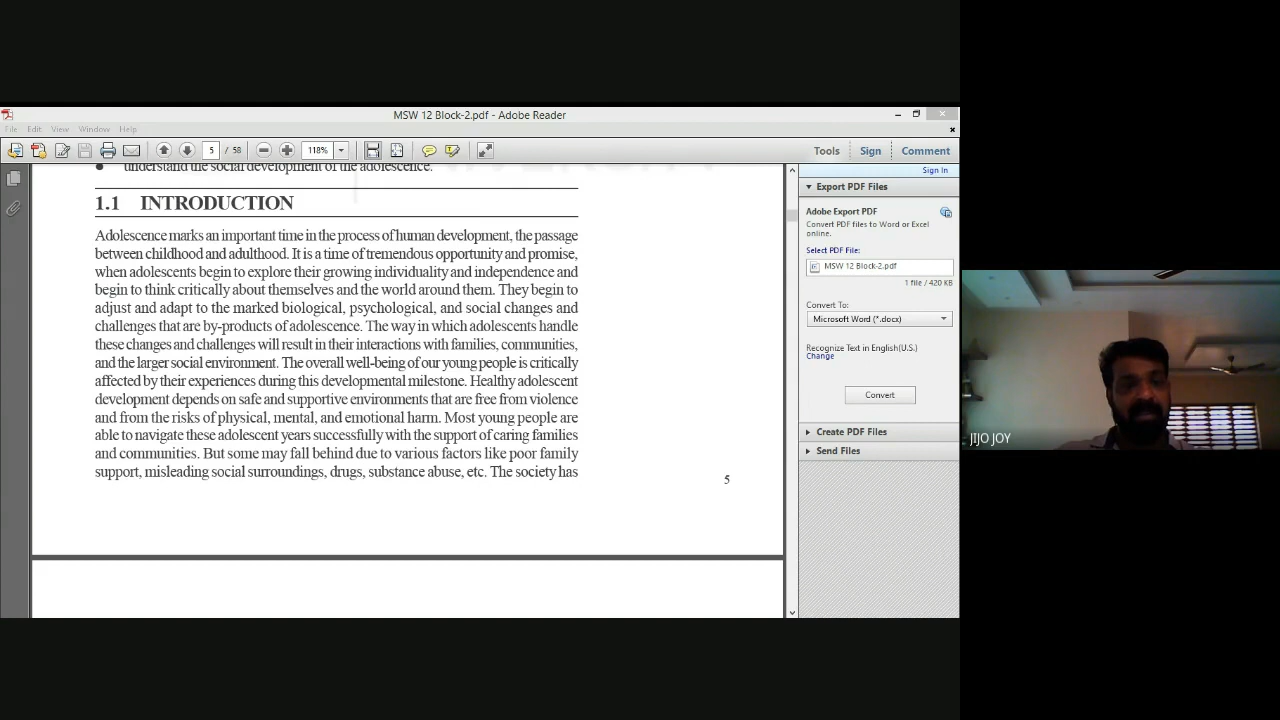 MSW 12 Block-2.pdf - Adobe Reader
File Edit View Window Help
5 / 58 118% Tools Sign Comment
understand the social development of the adolescence.
1.1 INTRODUCTION
Adolescence marks an important time in the process of human development, the passage
between childhood and adulthood. It is a time of tremendous opportunity and promise,
when adolescents begin to explore their growing individuality and independence and
begin to think critically about themselves and the world around them. They begin to
adjust and adapt to the marked biological, psychological, and social changes and
challenges that are by-products of adolescence. The way in which adolescents handle
these changes and challenges will result in their interactions with families, communities,
and the larger social environment. The overall well-being of our young people is critically
affected by their experiences during this developmental milestone. Healthy adolescent
development depends on safe and supportive environments that are free from violence
and from the risks of physical, mental, and emotional harm. Most young people are
able to navigate these adolescent years successfully with the support of caring families
and communities. But some may fall behind due to various factors like poor family
support, misleading social surroundings, drugs, substance abuse, etc. The society has
5
Sign In
Export PDF Files
Adobe Export PDF
Convert PDF files to Word or Excel
online.
Select PDF File:
MSW 12 Block-2.pdf
1 file / 420 KB
Convert To:
Microsoft Word (*.docx)
Recognize Text in English(U.S.)
Change
Convert
Create PDF Files
Send Files
JIJO JOY